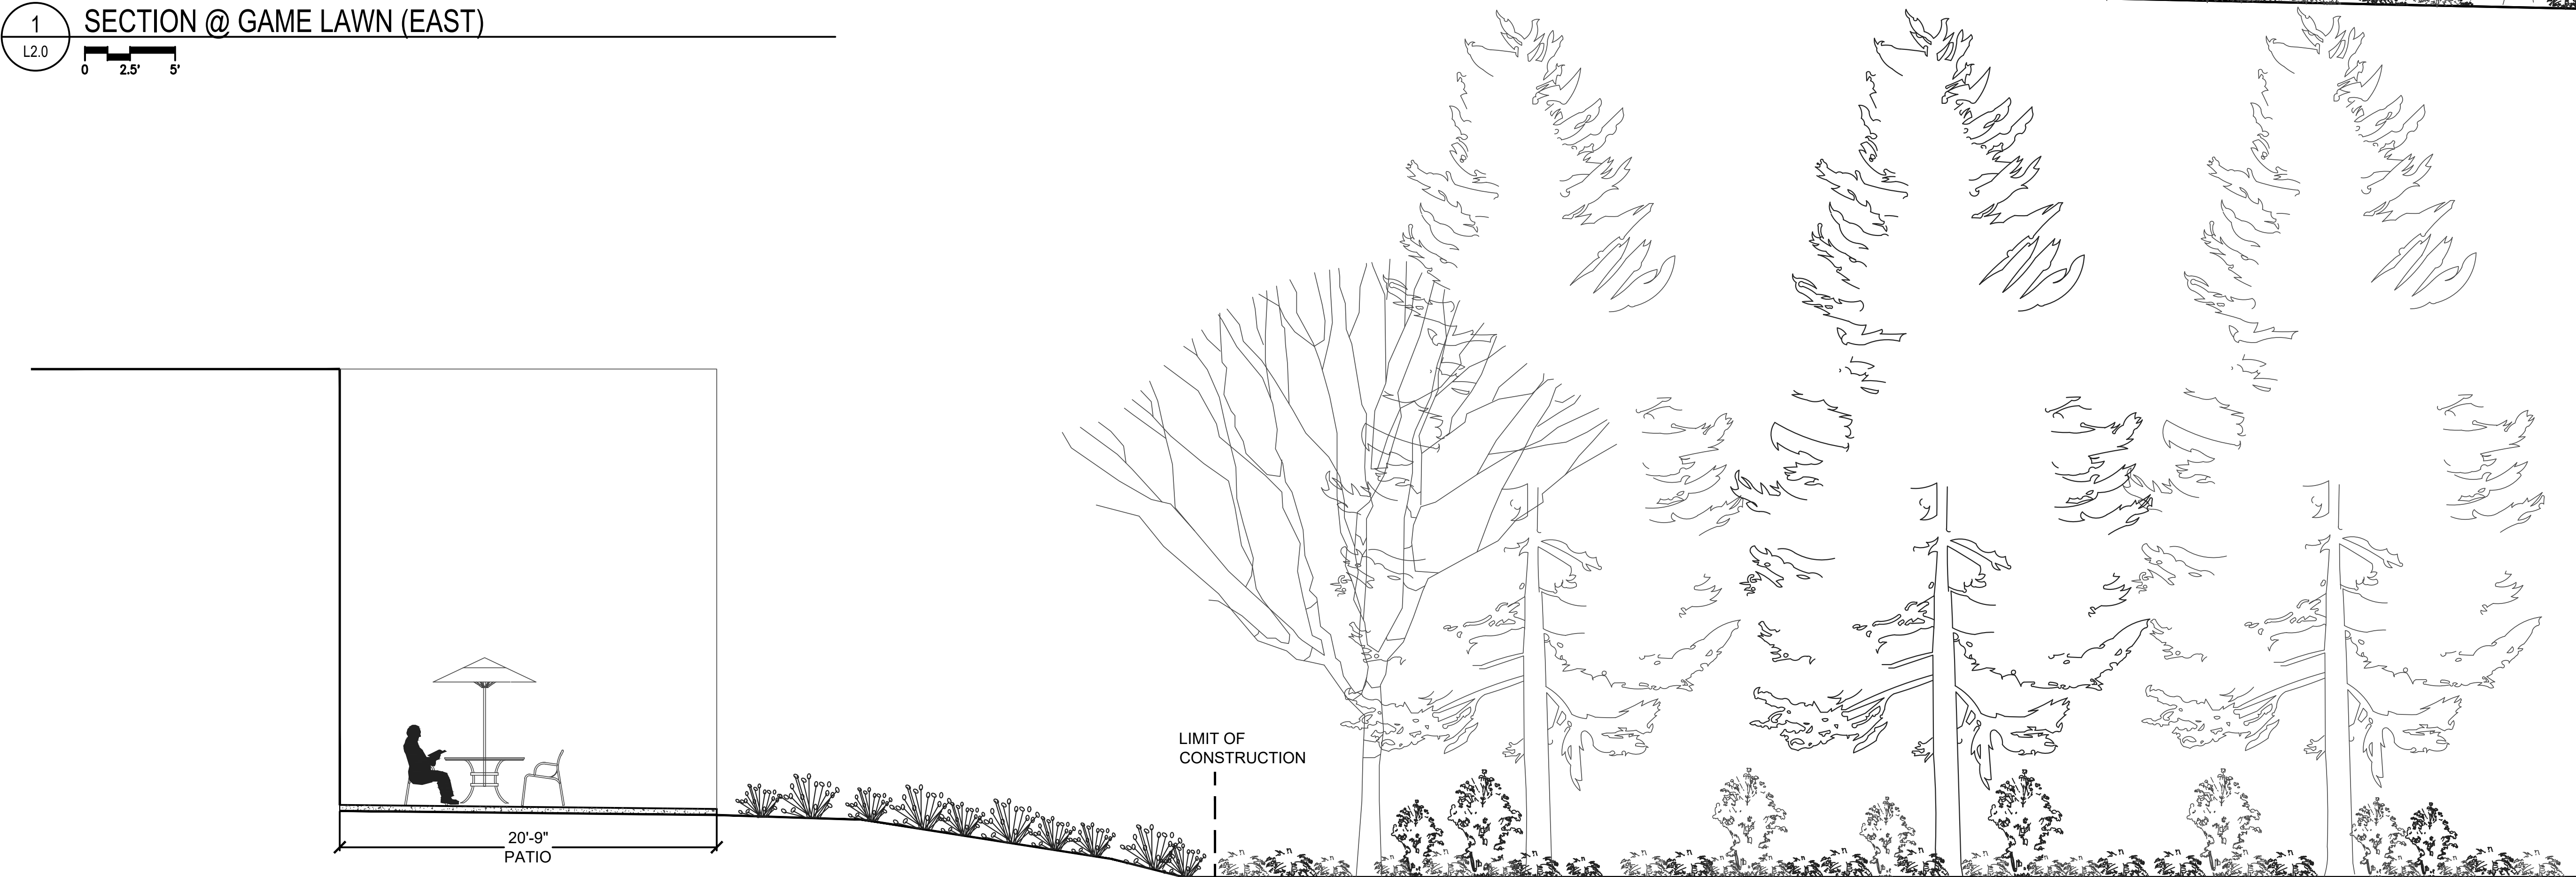 1
L2.0
SECTION @ GAME LAWN (EAST)
0 2.5' 5'
LIMIT OF
CONSTRUCTION
20'-9"
PATIO